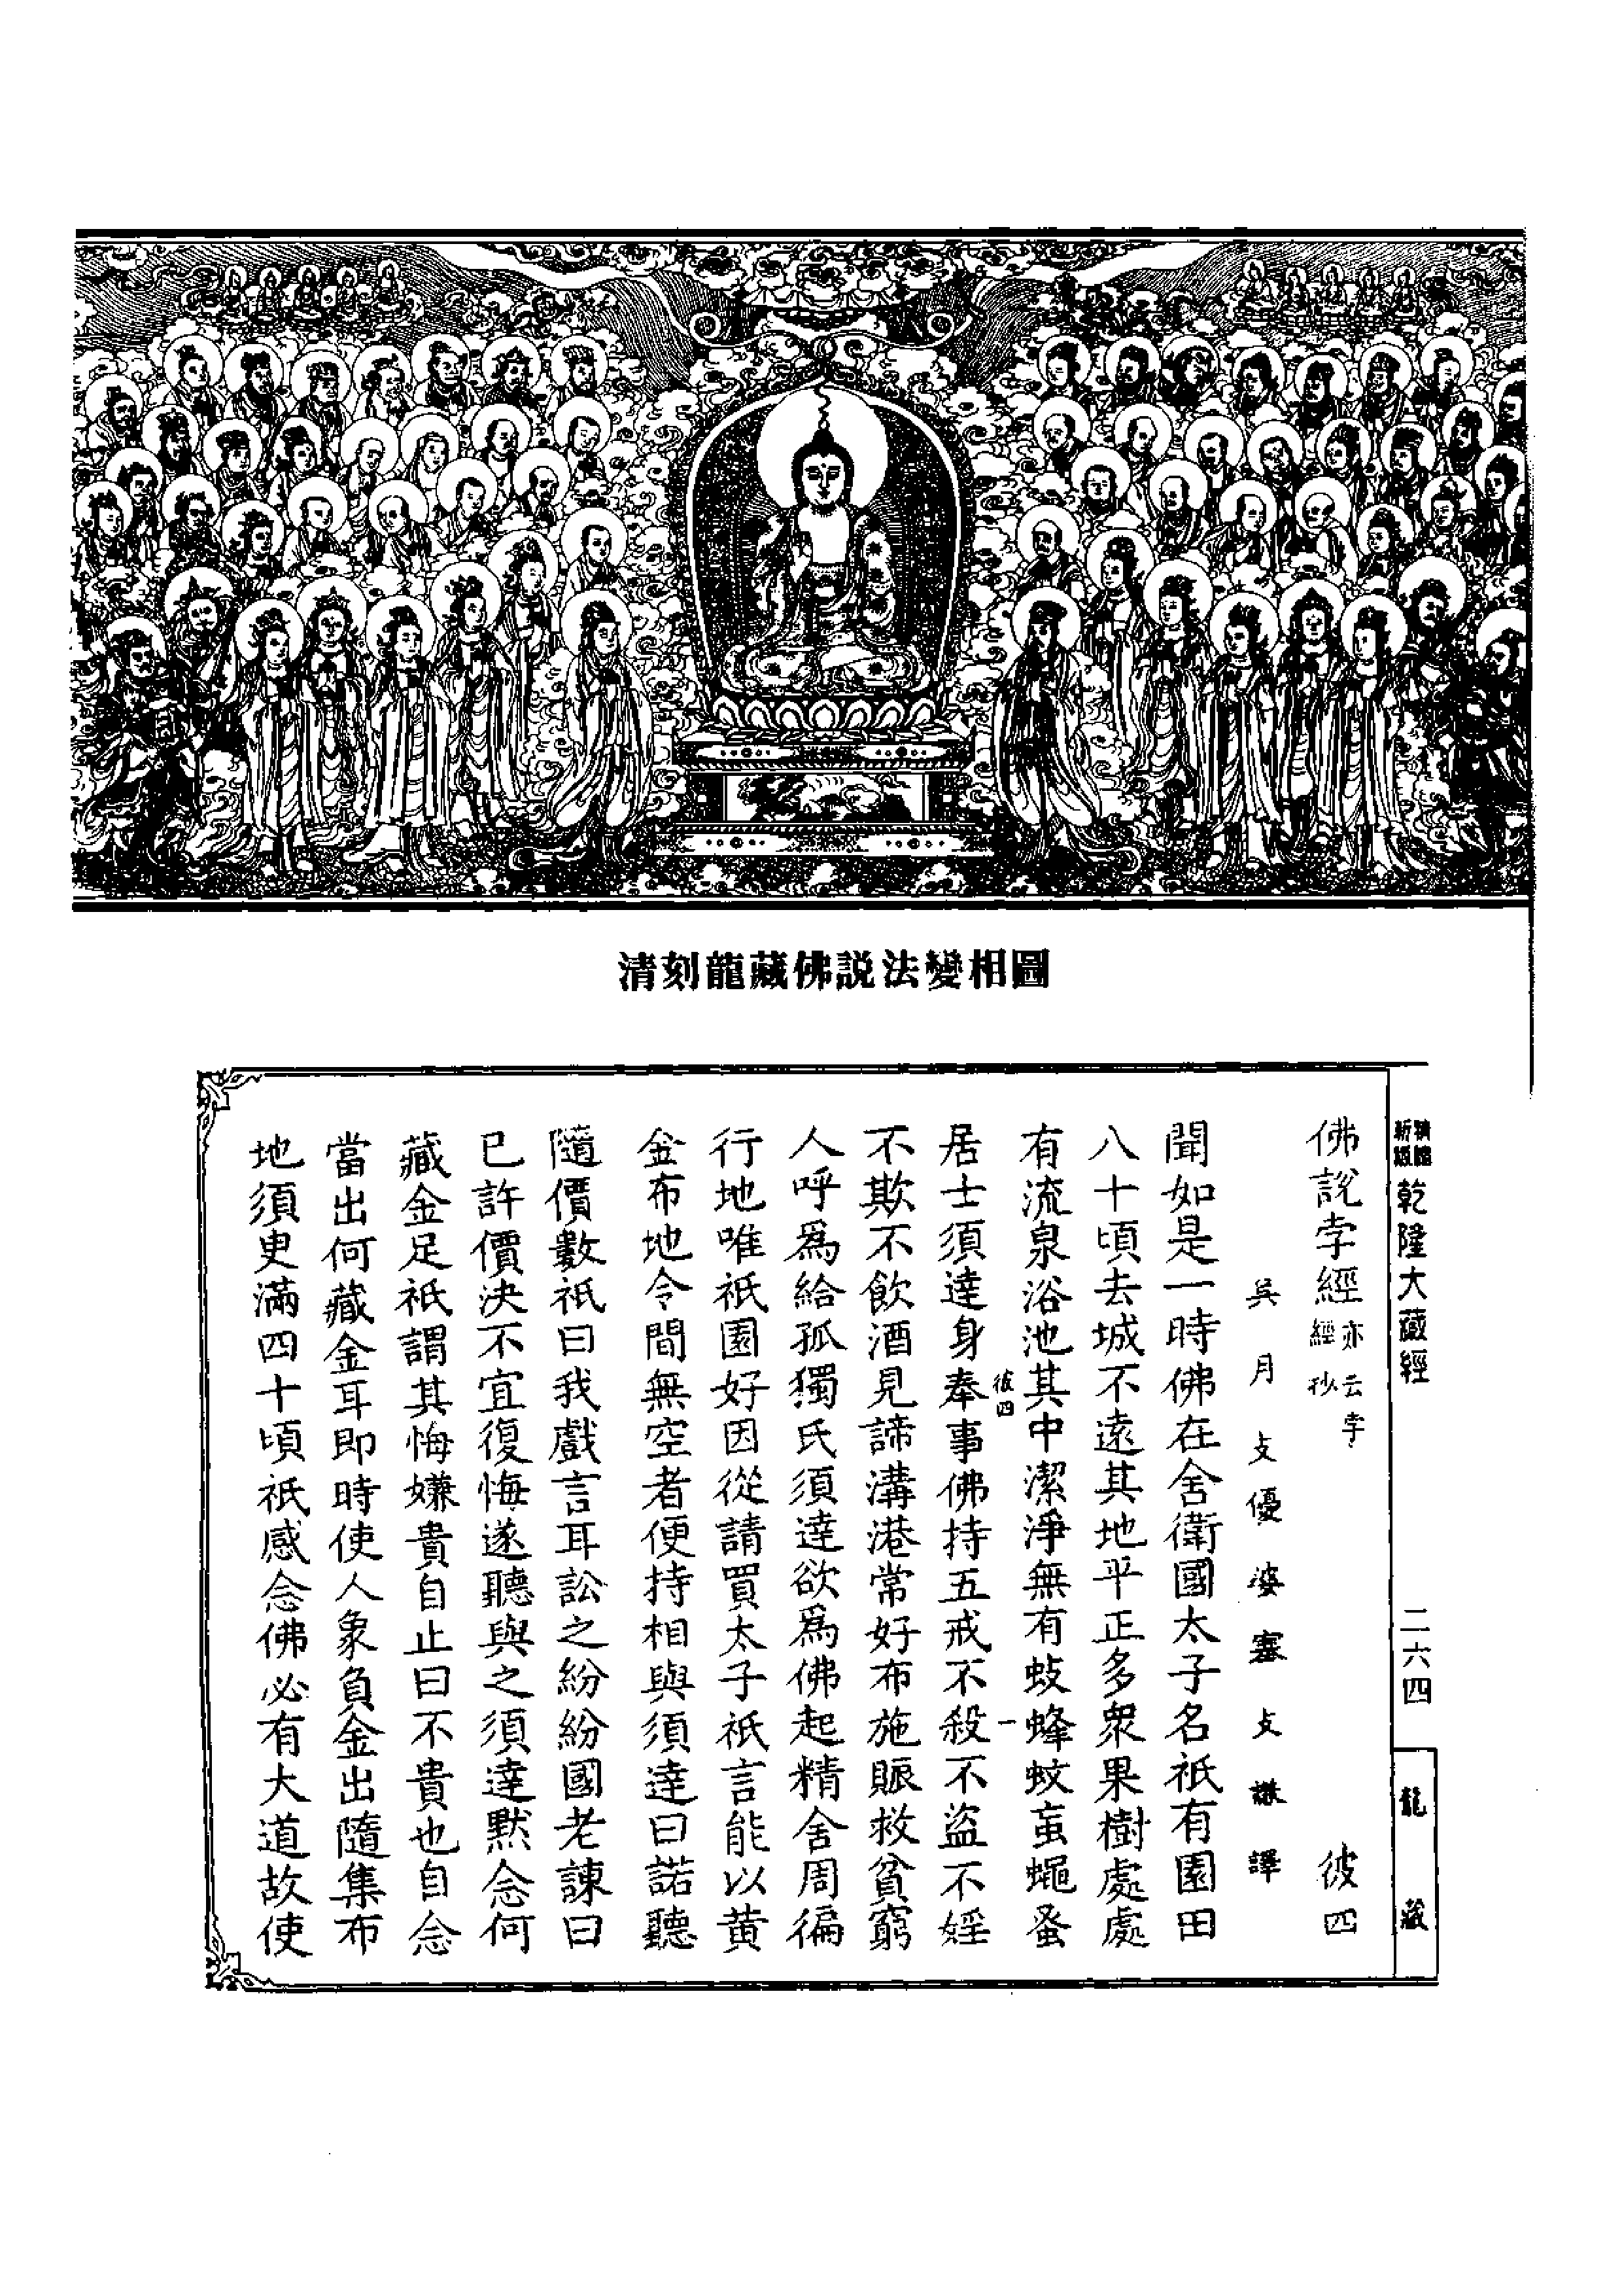 清刻龍藏佛說法變相圖
乾隆大藏經
二六四
龍藏
佛說孛經亦云孛經抄 彼四
吳月支優婆塞支謙譯
聞如是一時佛在舍衛國太子名祇有園田
八十頃去城不遠其地平正多衆果樹處處
有流泉浴池其中潔淨無有蚑蜂蚊䖟蠅蚤
彼四 一
居士須達身奉事佛持五戒不殺不盜不婬
不欺不飲酒見諦溝港常好布施賑救貧窮
人呼爲給孤獨氏須達欲爲佛起精舍周徧
行地唯祇園好因從請買太子祇言能以黄
金布地令間無空者便持相與須達曰諾聽
隨價數祇曰我戲言耳訟之紛紛國老諫曰
已許價決不宜復悔遂聽與之須達默念何
藏金足祇謂其悔嫌貴自止曰不貴也自念
當出何藏金耳即時使人象負金出隨集布
地須臾滿四十頃祇感念佛必有大道故使